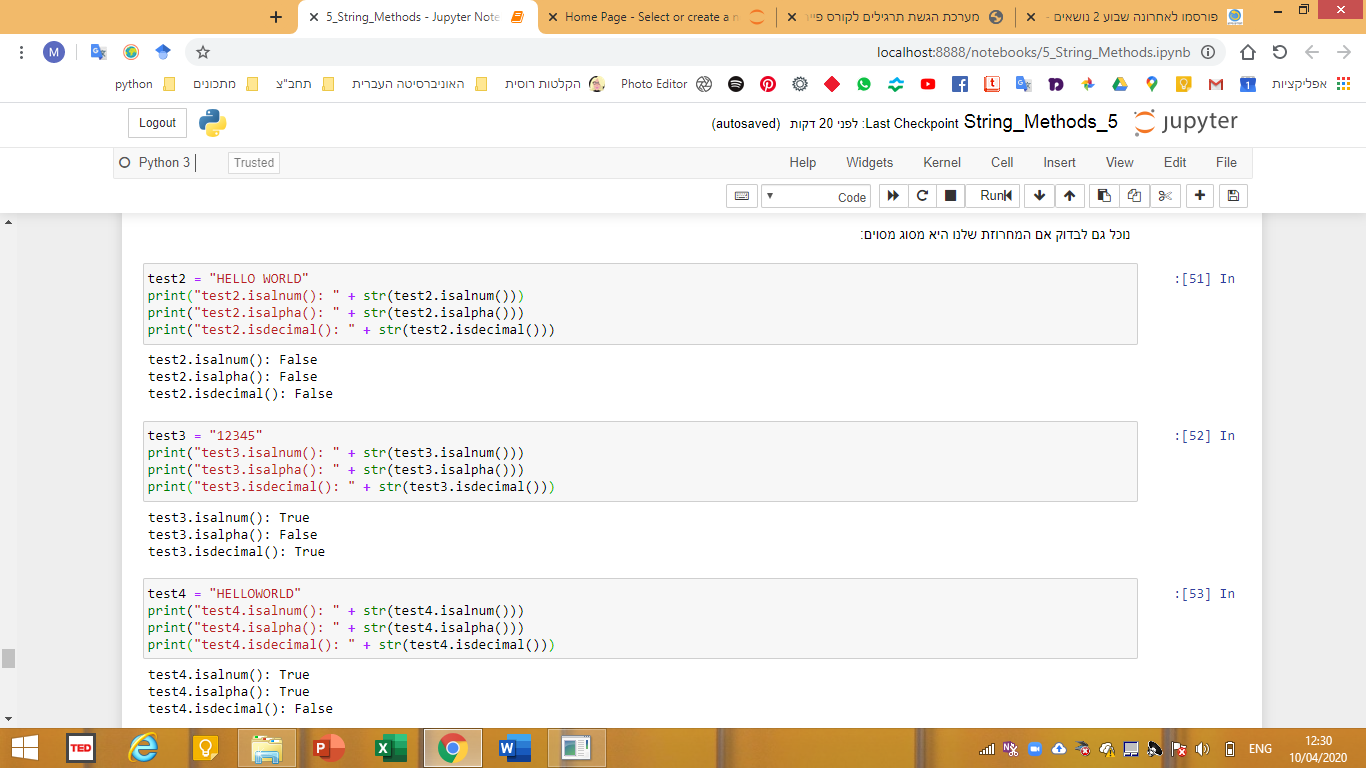 5_String_Methods - Jupyter Note
Home Page - Select or create a n
מערכת הגשת תרגילים לקורס פיי
פורסמו לאחרונה שבוע 2 נושאים -
M
localhost:8888/notebooks/5_String_Methods.ipynb
python
מתכונים
תחב"צ
האוניברסיטה העברית
הקלטות רוסית
Photo Editor
אפליקציות
Logout
(autosaved) לפני 20 דקות :Last Checkpoint String_Methods_5
jupyter
Python 3
Trusted
Help Widgets Kernel Cell Insert View Edit File
Code
Run
נוכל גם לבדוק אם המחרוזת שלנו היא מסוג מסוים:
:[51] In
test2 = "HELLO WORLD"
print("test2.isalnum(): " + str(test2.isalnum()))
print("test2.isalpha(): " + str(test2.isalpha()))
print("test2.isdecimal(): " + str(test2.isdecimal()))
test2.isalnum(): False
test2.isalpha(): False
test2.isdecimal(): False
:[52] In
test3 = "12345"
print("test3.isalnum(): " + str(test3.isalnum()))
print("test3.isalpha(): " + str(test3.isalpha()))
print("test3.isdecimal(): " + str(test3.isdecimal()))
test3.isalnum(): True
test3.isalpha(): False
test3.isdecimal(): True
:[53] In
test4 = "HELLOWORLD"
print("test4.isalnum(): " + str(test4.isalnum()))
print("test4.isalpha(): " + str(test4.isalpha()))
print("test4.isdecimal(): " + str(test4.isdecimal()))
test4.isalnum(): True
test4.isalpha(): True
test4.isdecimal(): False
TED
ENG
12:30
10/04/2020